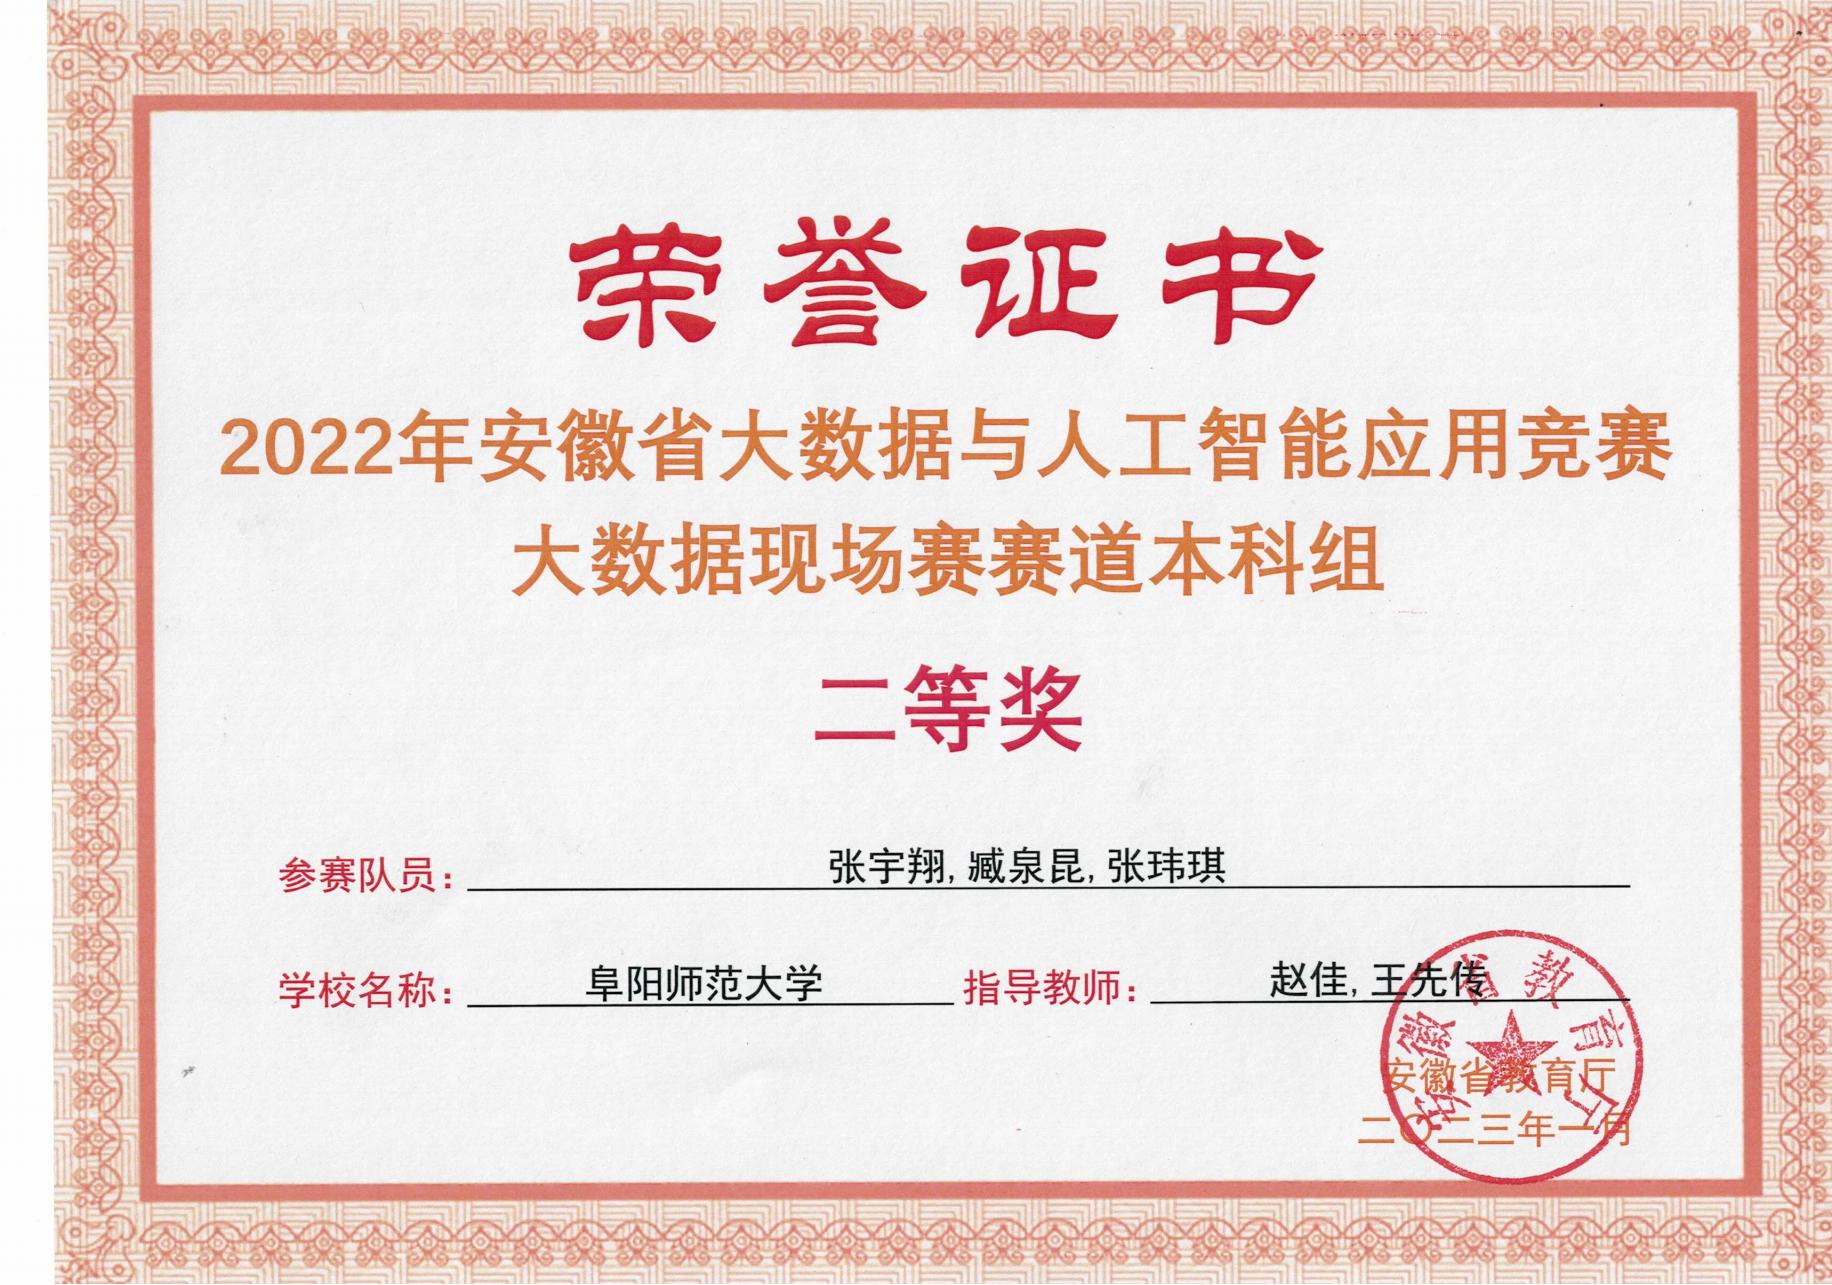 荣誉证书
2022年安徽省大数据与人工智能应用竞赛
大数据现场赛赛道本科组
二等奖
参赛队员：张宇翔, 臧泉昆, 张玮琪
学校名称：阜阳师范大学 指导教师：赵佳, 王先传
安徽省教育厅
安徽省教育厅
二〇二三年一月